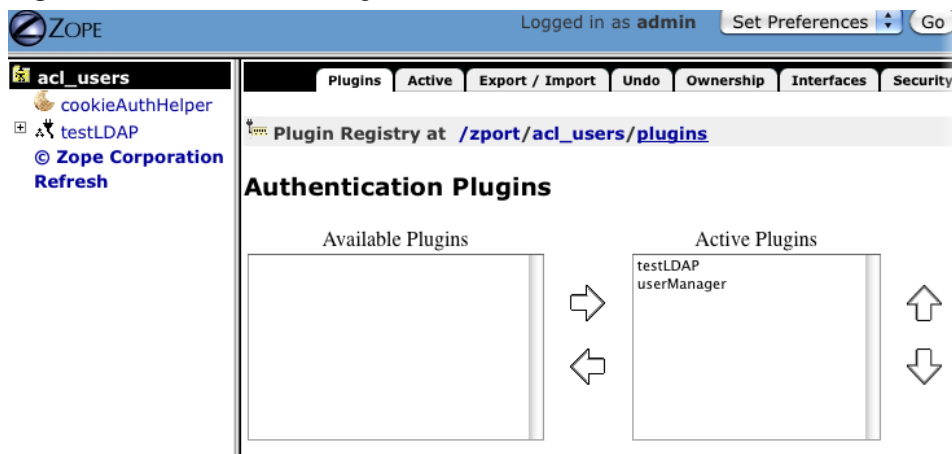 ZOPE
Logged in as admin
Set Preferences
Go
acl_users
cookieAuthHelper
testLDAP
© Zope Corporation
Refresh
Plugins
Active
Export / Import
Undo
Ownership
Interfaces
Security
Plugin Registry at /zport/acl_users/plugins
Authentication Plugins
Available Plugins
Active Plugins
testLDAP
userManager